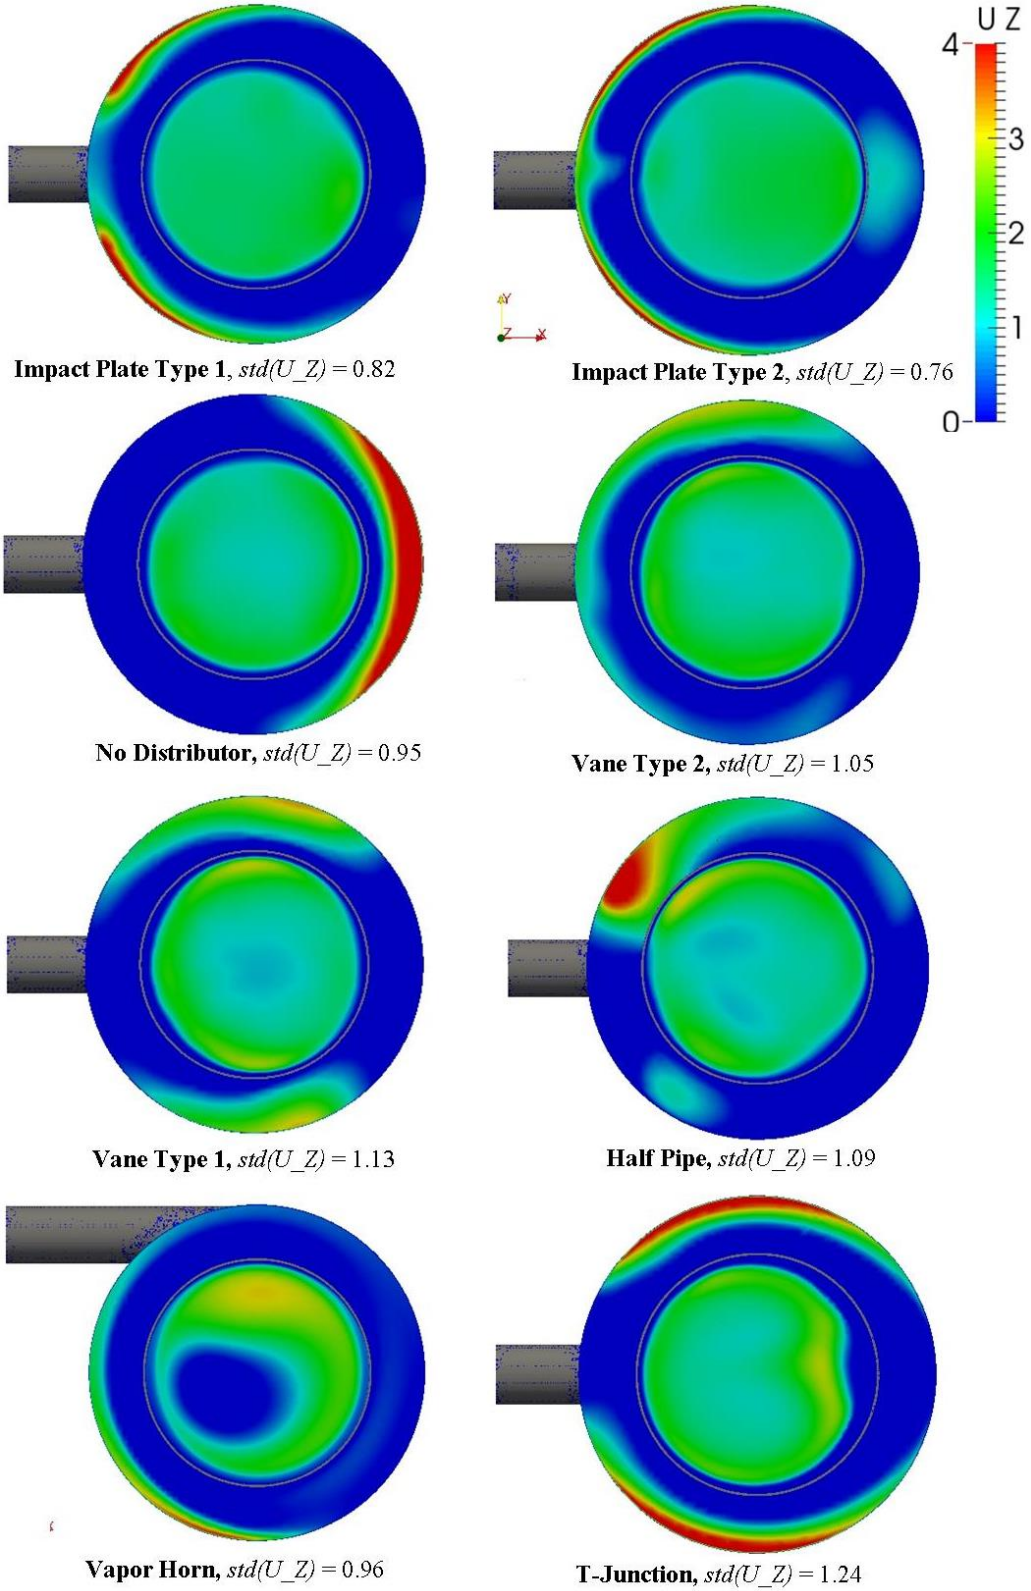 U Z
4
3
2
1
0
Y
Z X
Impact Plate Type 1, std(U_Z) = 0.82
Impact Plate Type 2, std(U_Z) = 0.76
No Distributor, std(U_Z) = 0.95
Vane Type 2, std(U_Z) = 1.05
Vane Type 1, std(U_Z) = 1.13
Half Pipe, std(U_Z) = 1.09
Vapor Horn, std(U_Z) = 0.96
T-Junction, std(U_Z) = 1.24